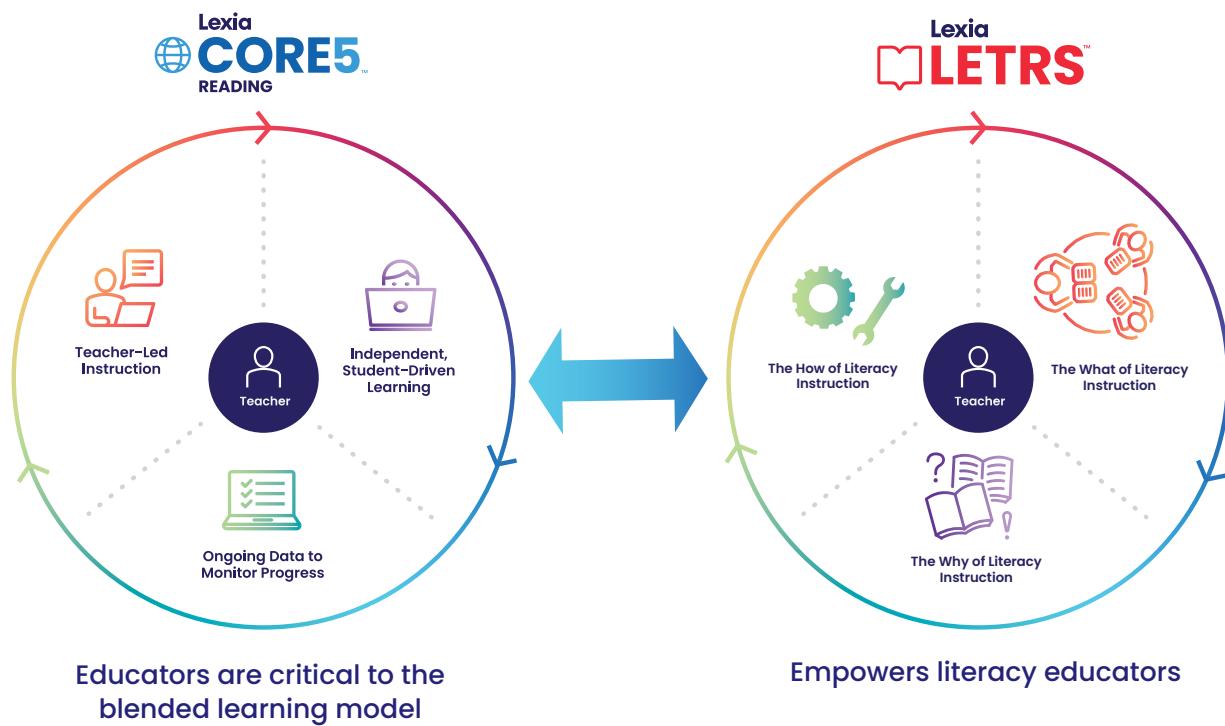 Lexia
CORE5™
READING
Teacher-Led
Instruction
Independent,
Student-Driven
Learning
Teacher
Ongoing Data to
Monitor Progress
Educators are critical to the
blended learning model
Lexia
LETRS™
The How of Literacy
Instruction
The What of Literacy
Instruction
Teacher
?
!
The Why of Literacy
Instruction
Empowers literacy educators